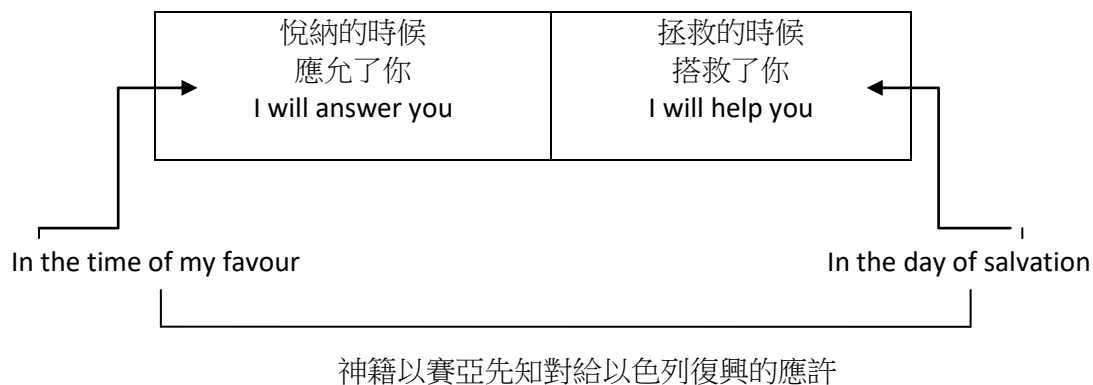 悅納的時候
應允了你
I will answer you
拯救的時候
搭救了你
I will help you
In the time of my favour
In the day of salvation
神籍以賽亞先知對給以色列復興的應許